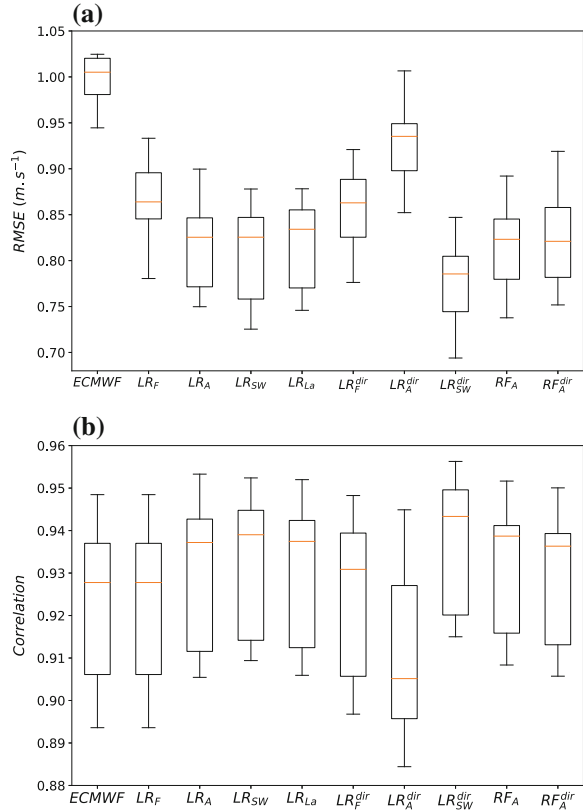 (a)
1.05
1.00
0.95
0.90
0.85
0.80
0.75
0.70
RMSE (m.s⁻¹)
ECMWF LR_F LR_A LR_SW LR_La LR_F^dir LR_A^dir LR_SW^dir RF_A RF_A^dir
(b)
0.96
0.95
0.94
0.93
0.92
0.91
0.90
0.89
0.88
Correlation
ECMWF LR_F LR_A LR_SW LR_La LR_F^dir LR_A^dir LR_SW^dir RF_A RF_A^dir